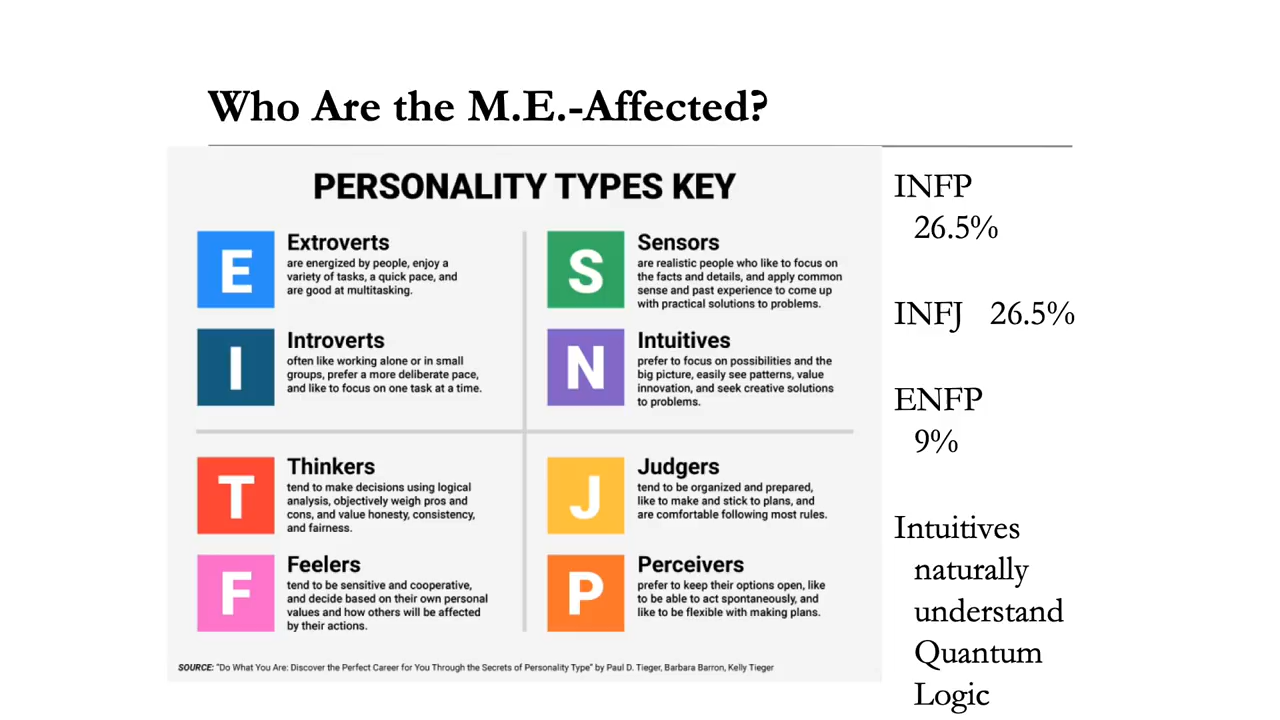 Who Are the M.E.-Affected?
PERSONALITY TYPES KEY
E
Extroverts
are energized by people, enjoy a
variety of tasks, a quick pace, and
are good at multitasking.
S
Sensors
are realistic people who like to focus on
the facts and details, and apply common
sense and past experience to come up
with practical solutions to problems.
I
Introverts
often like working alone or in small
groups, prefer a more deliberate pace,
and like to focus on one task at a time.
N
Intuitives
prefer to focus on possibilities and the
big picture, easily see patterns, value
innovation, and seek creative solutions
to problems.
T
Thinkers
tend to make decisions using logical
analysis, objectively weigh pros and
cons, and value honesty, consistency,
and fairness.
J
Judgers
tend to be organized and prepared,
like to make and stick to plans, and
are comfortable following most rules.
F
Feelers
tend to be sensitive and cooperative,
and decide based on their own personal
values and how others will be affected
by their actions.
P
Perceivers
prefer to keep their options open, like
to be able to act spontaneously, and
like to be flexible with making plans.
SOURCE: "Do What You Are: Discover the Perfect Career for You Through the Secrets of Personality Type" by Paul D. Tieger, Barbara Barron, Kelly Tieger
INFP
26.5%
INFJ 26.5%
ENFP
9%
Intuitives
naturally
understand
Quantum
Logic